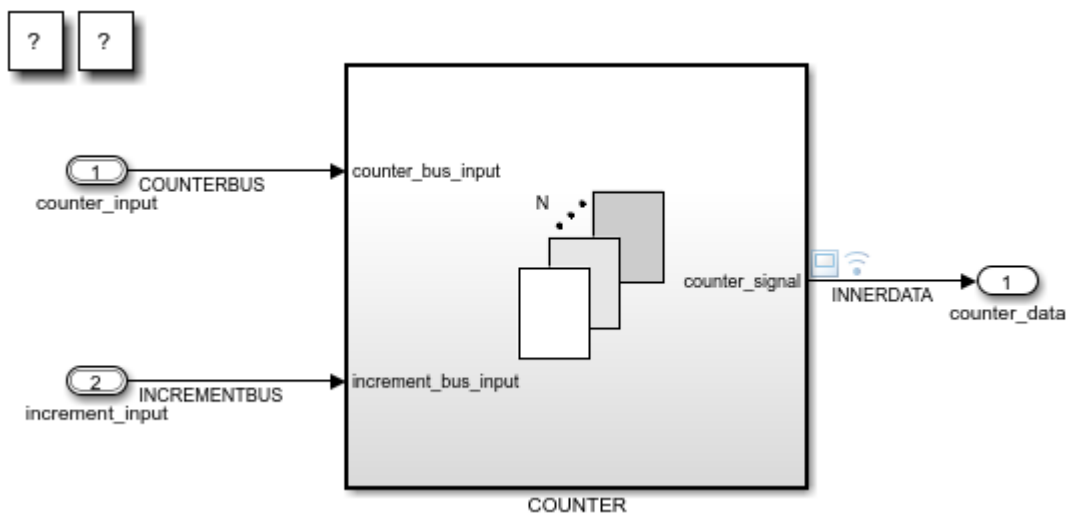 ? ?
1
COUNTERBUS
counter_input
counter_bus_input
N
counter_signal
INNERDATA
1
counter_data
2
INCREMENTBUS
increment_input
increment_bus_input
COUNTER